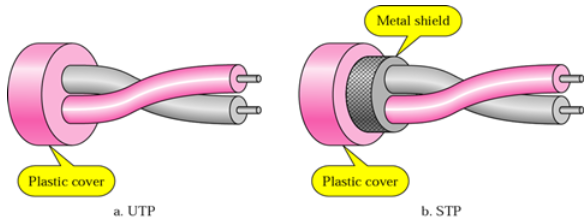 Metal shield
Plastic cover
Plastic cover
a. UTP
b. STP